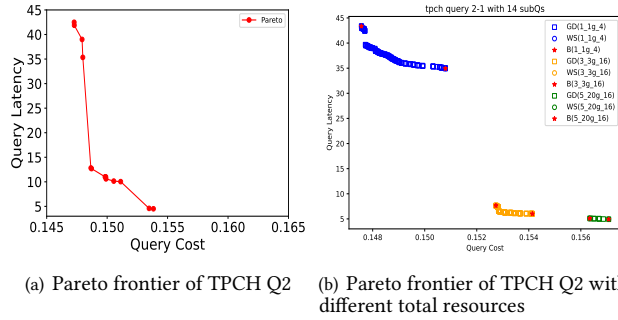 Pareto
Query Latency
45
40
35
30
25
20
15
10
5
0.145
0.150
0.155
0.160
0.165
Query Cost
(a) Pareto frontier of TPCH Q2
tpch query 2-1 with 14 subQs
GD(1_1g_4)
WS(1_1g_4)
B(1_1g_4)
GD(3_3g_16)
WS(3_3g_16)
B(3_3g_16)
GD(5_20g_16)
WS(5_20g_16)
B(5_20g_16)
Query Latency
45
40
35
30
25
20
15
10
5
0.148
0.150
0.152
0.154
0.156
Query Cost
(b) Pareto frontier of TPCH Q2 with
different total resources